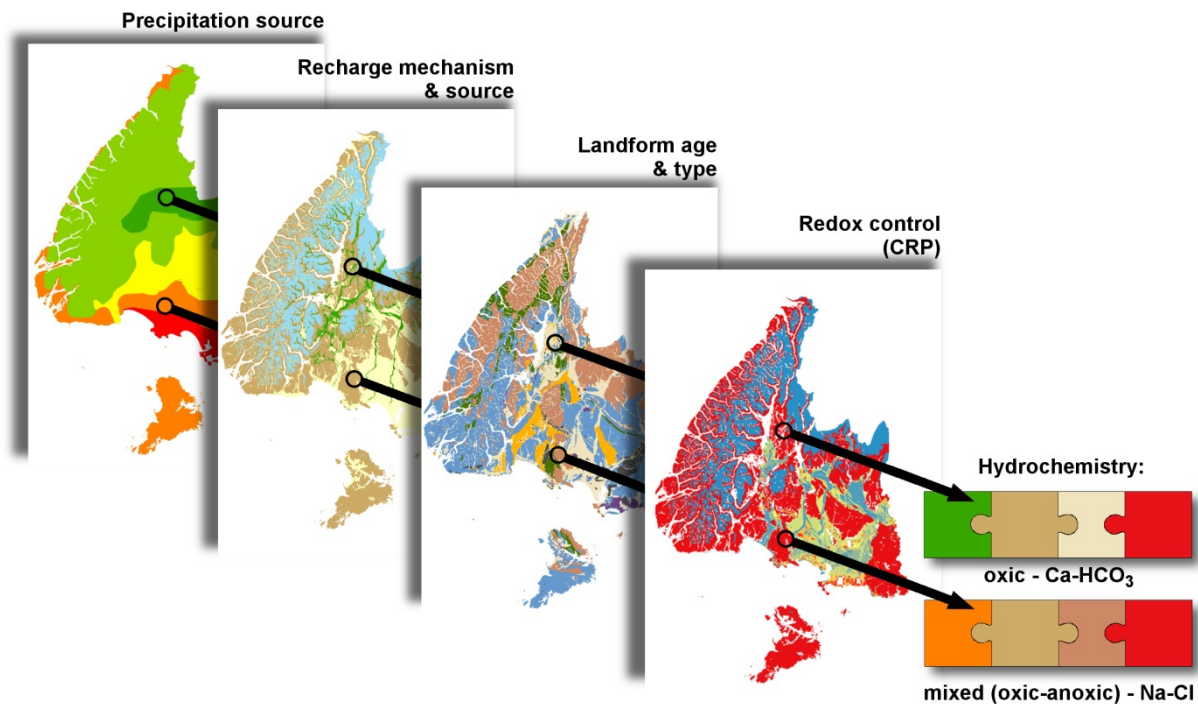 Precipitation source
Recharge mechanism
& source
Landform age
& type
Redox control
(CRP)
Hydrochemistry:
oxic - Ca-HCO₃
mixed (oxic-anoxic) - Na-Cl